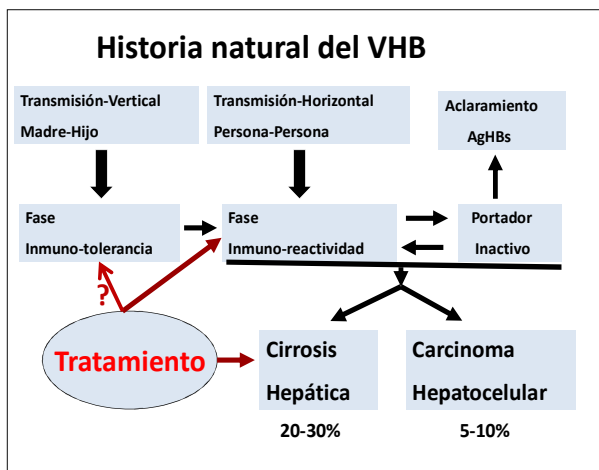 Historia natural del VHB
Transmisión-Vertical
Madre-Hijo
Transmisión-Horizontal
Persona-Persona
Aclaramiento
AgHBs
Fase
Inmuno-tolerancia
Fase
Inmuno-reactividad
Portador
Inactivo
?
Tratamiento
Cirrosis
Hepática
Carcinoma
Hepatocelular
20-30%
5-10%